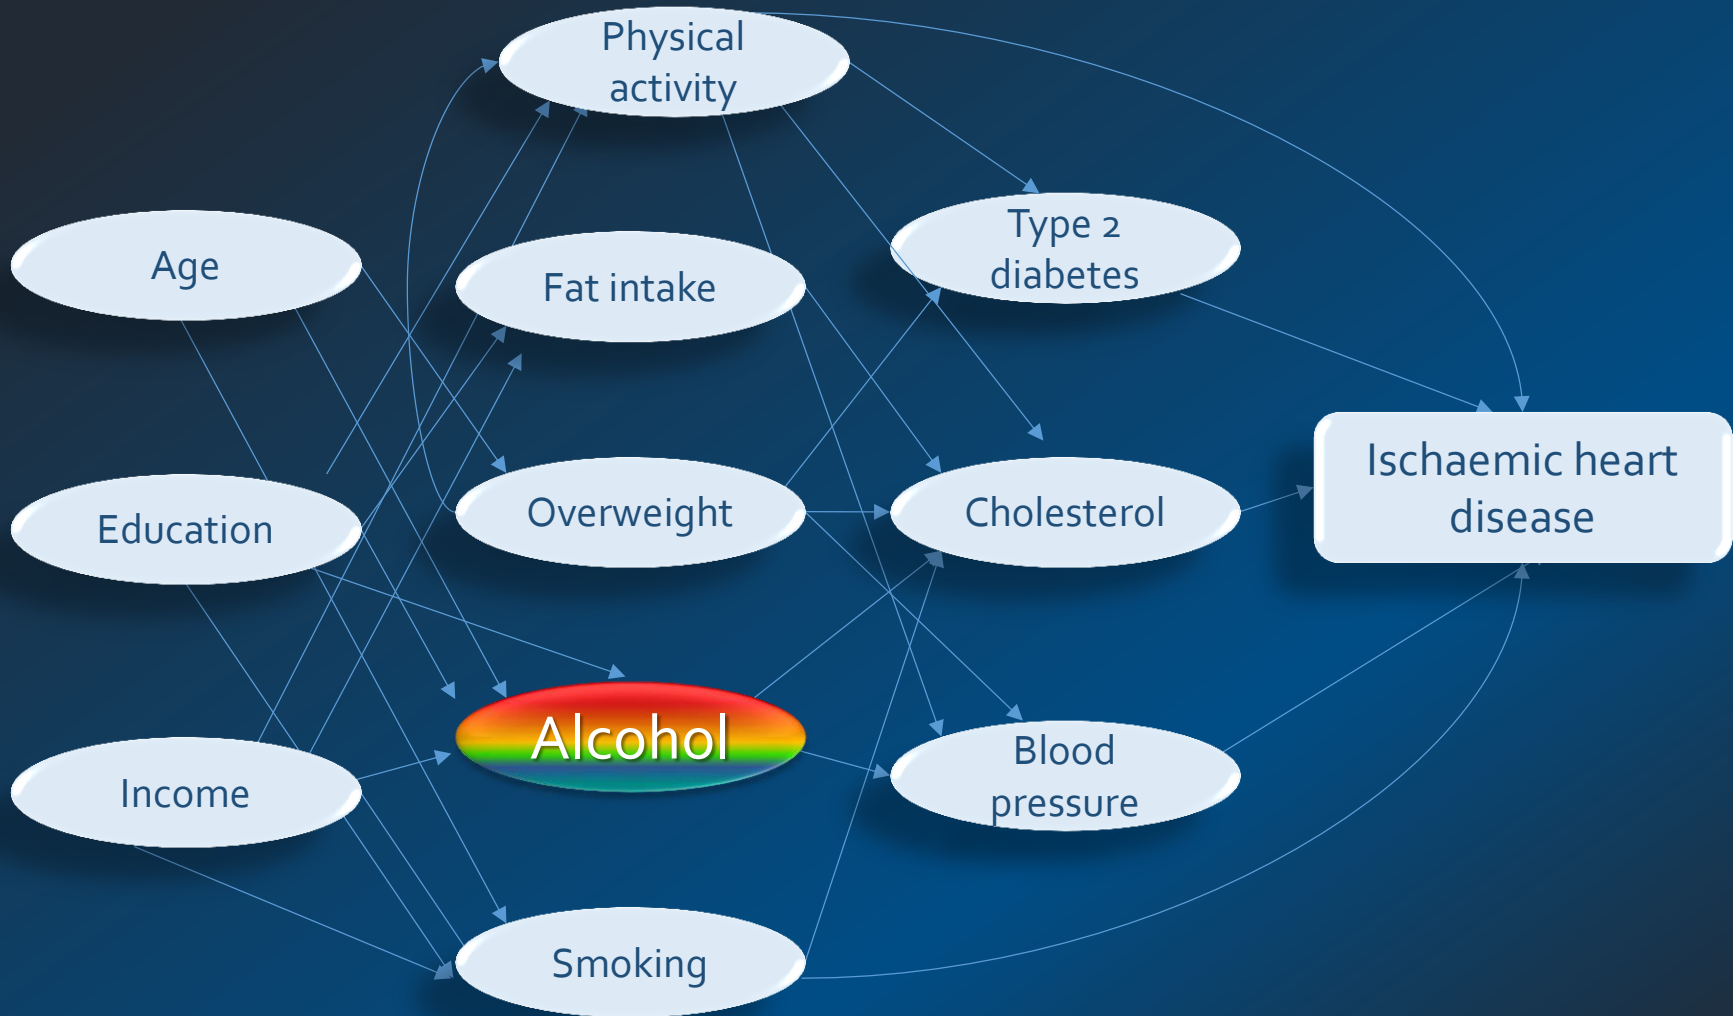 Physical
activity
Age
Fat intake
Type 2
diabetes
Education
Overweight
Cholesterol
Ischaemic heart
disease
Income
Alcohol
Blood
pressure
Smoking